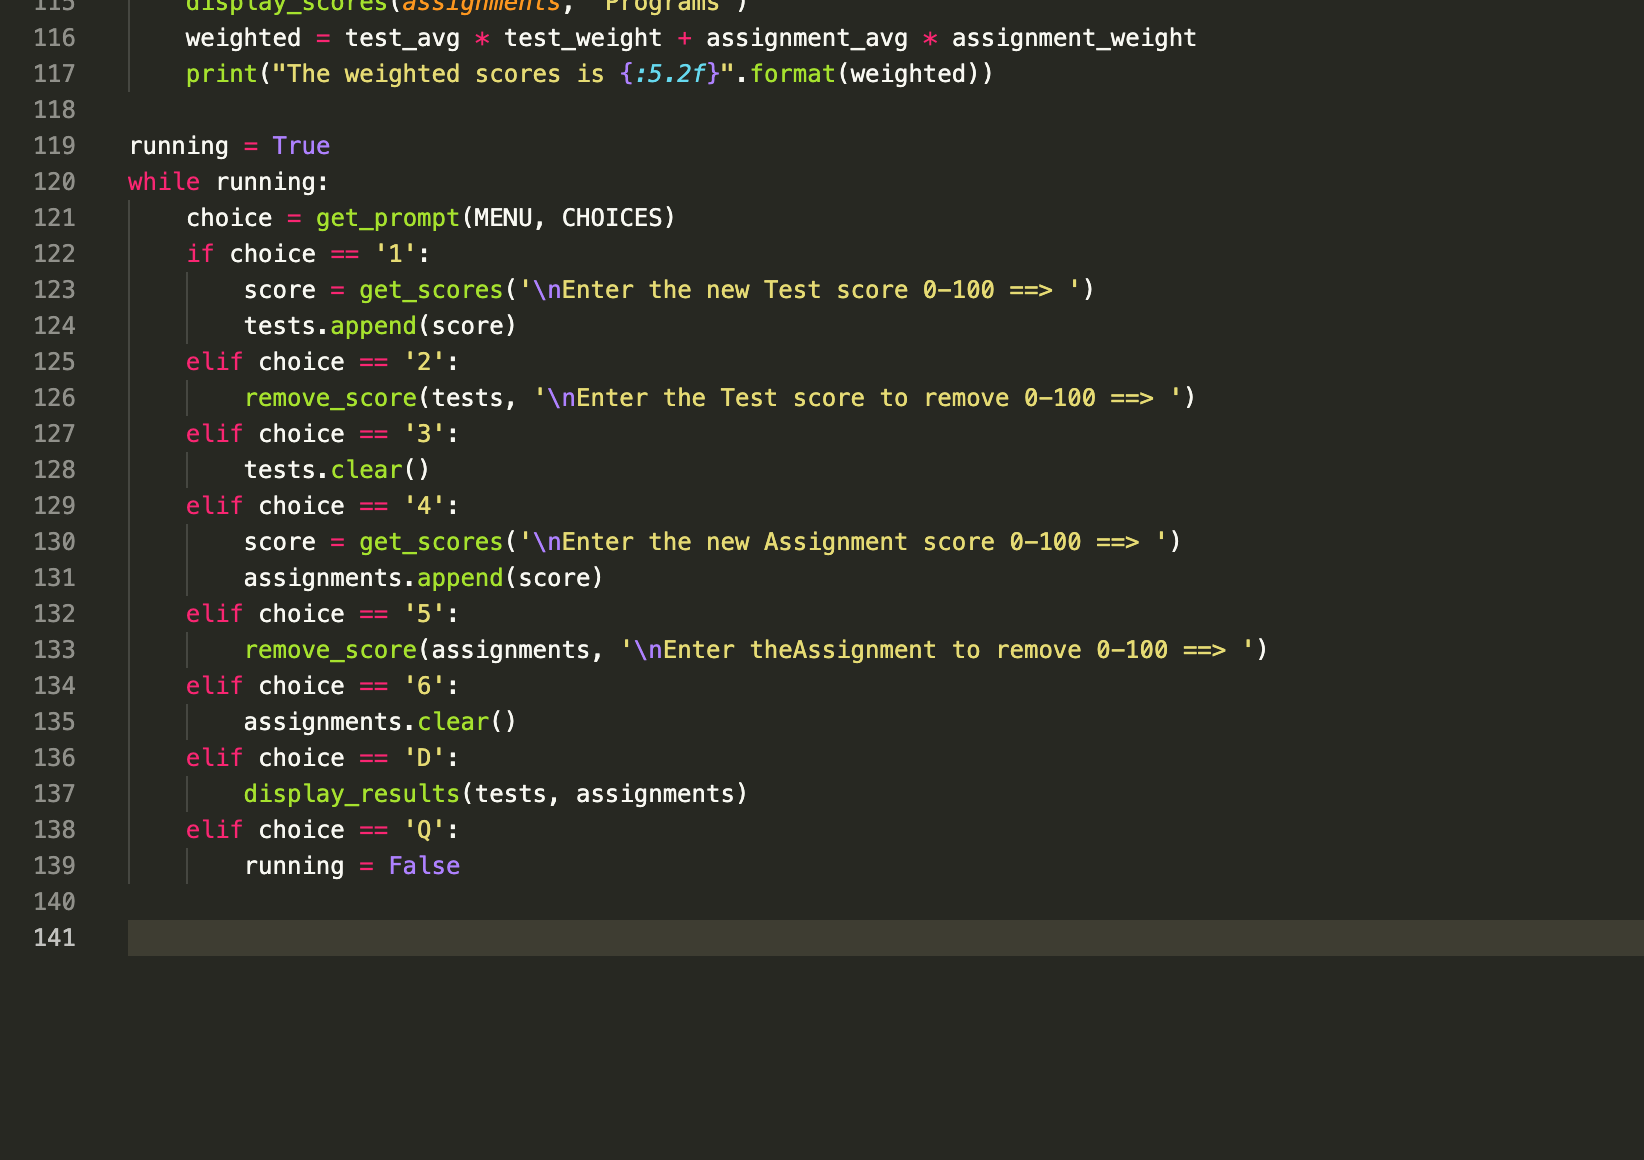 115 display_scores(assignments, "Programs")
116 weighted = test_avg * test_weight + assignment_avg * assignment_weight
117 print("The weighted scores is {:5.2f}".format(weighted))
118
119 running = True
120 while running:
121 choice = get_prompt(MENU, CHOICES)
122 if choice == '1':
123 score = get_scores('\nEnter the new Test score 0-100 ==> ')
124 tests.append(score)
125 elif choice == '2':
126 remove_score(tests, '\nEnter the Test score to remove 0-100 ==> ')
127 elif choice == '3':
128 tests.clear()
129 elif choice == '4':
130 score = get_scores('\nEnter the new Assignment score 0-100 ==> ')
131 assignments.append(score)
132 elif choice == '5':
133 remove_score(assignments, '\nEnter theAssignment to remove 0-100 ==> ')
134 elif choice == '6':
135 assignments.clear()
136 elif choice == 'D':
137 display_results(tests, assignments)
138 elif choice == 'Q':
139 running = False
140
141